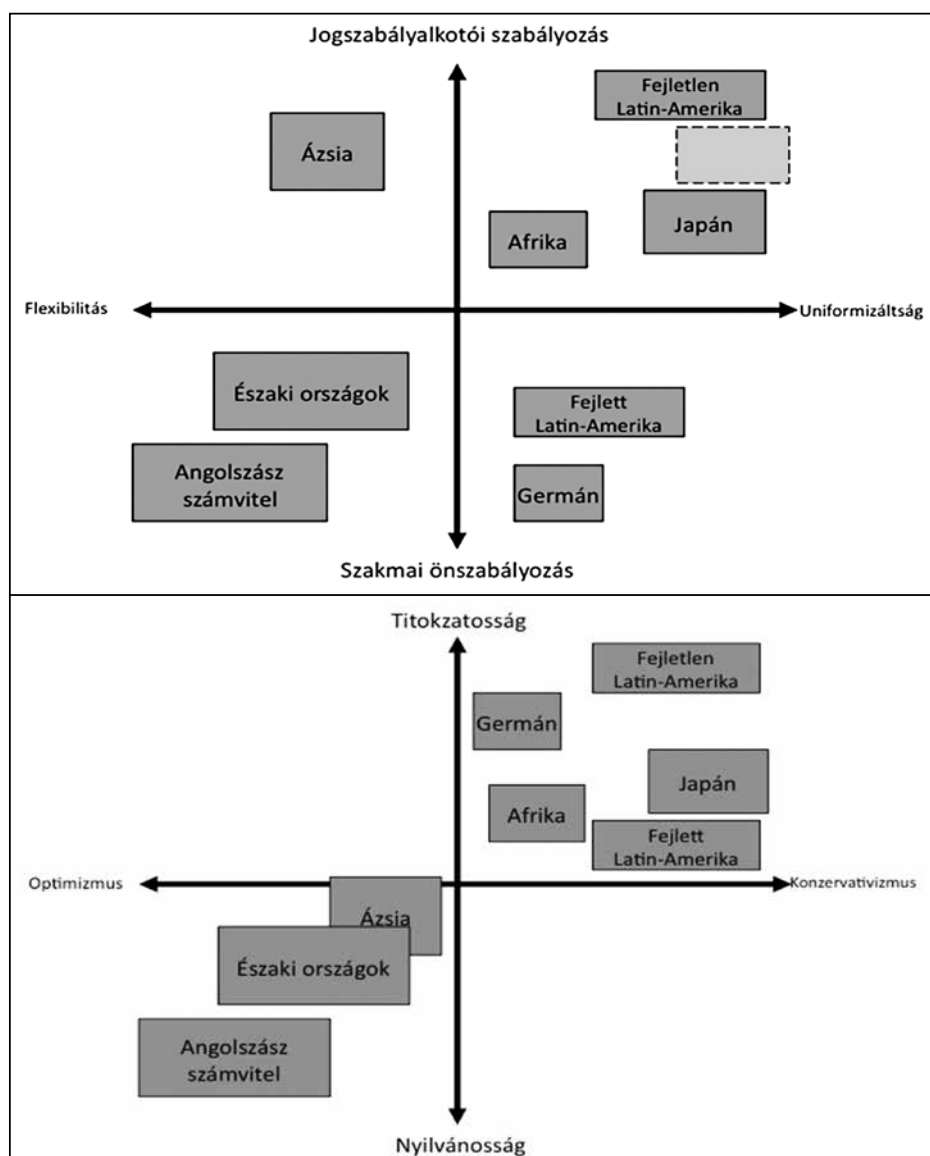 Jogszabályalkotói szabályozás
Fejletlen
Latin-Amerika
Ázsia
Afrika
Japán
Flexibilitás
Uniformizáltság
Északi országok
Fejlett
Latin-Amerika
Angolszász
számvitel
Germán
Szakmai önszabályozás
Titokzatosság
Fejletlen
Latin-Amerika
Germán
Japán
Afrika
Fejlett
Latin-Amerika
Optimizmus
Konzervativizmus
Ázsia
Északi országok
Angolszász
számvitel
Nyilvánosság